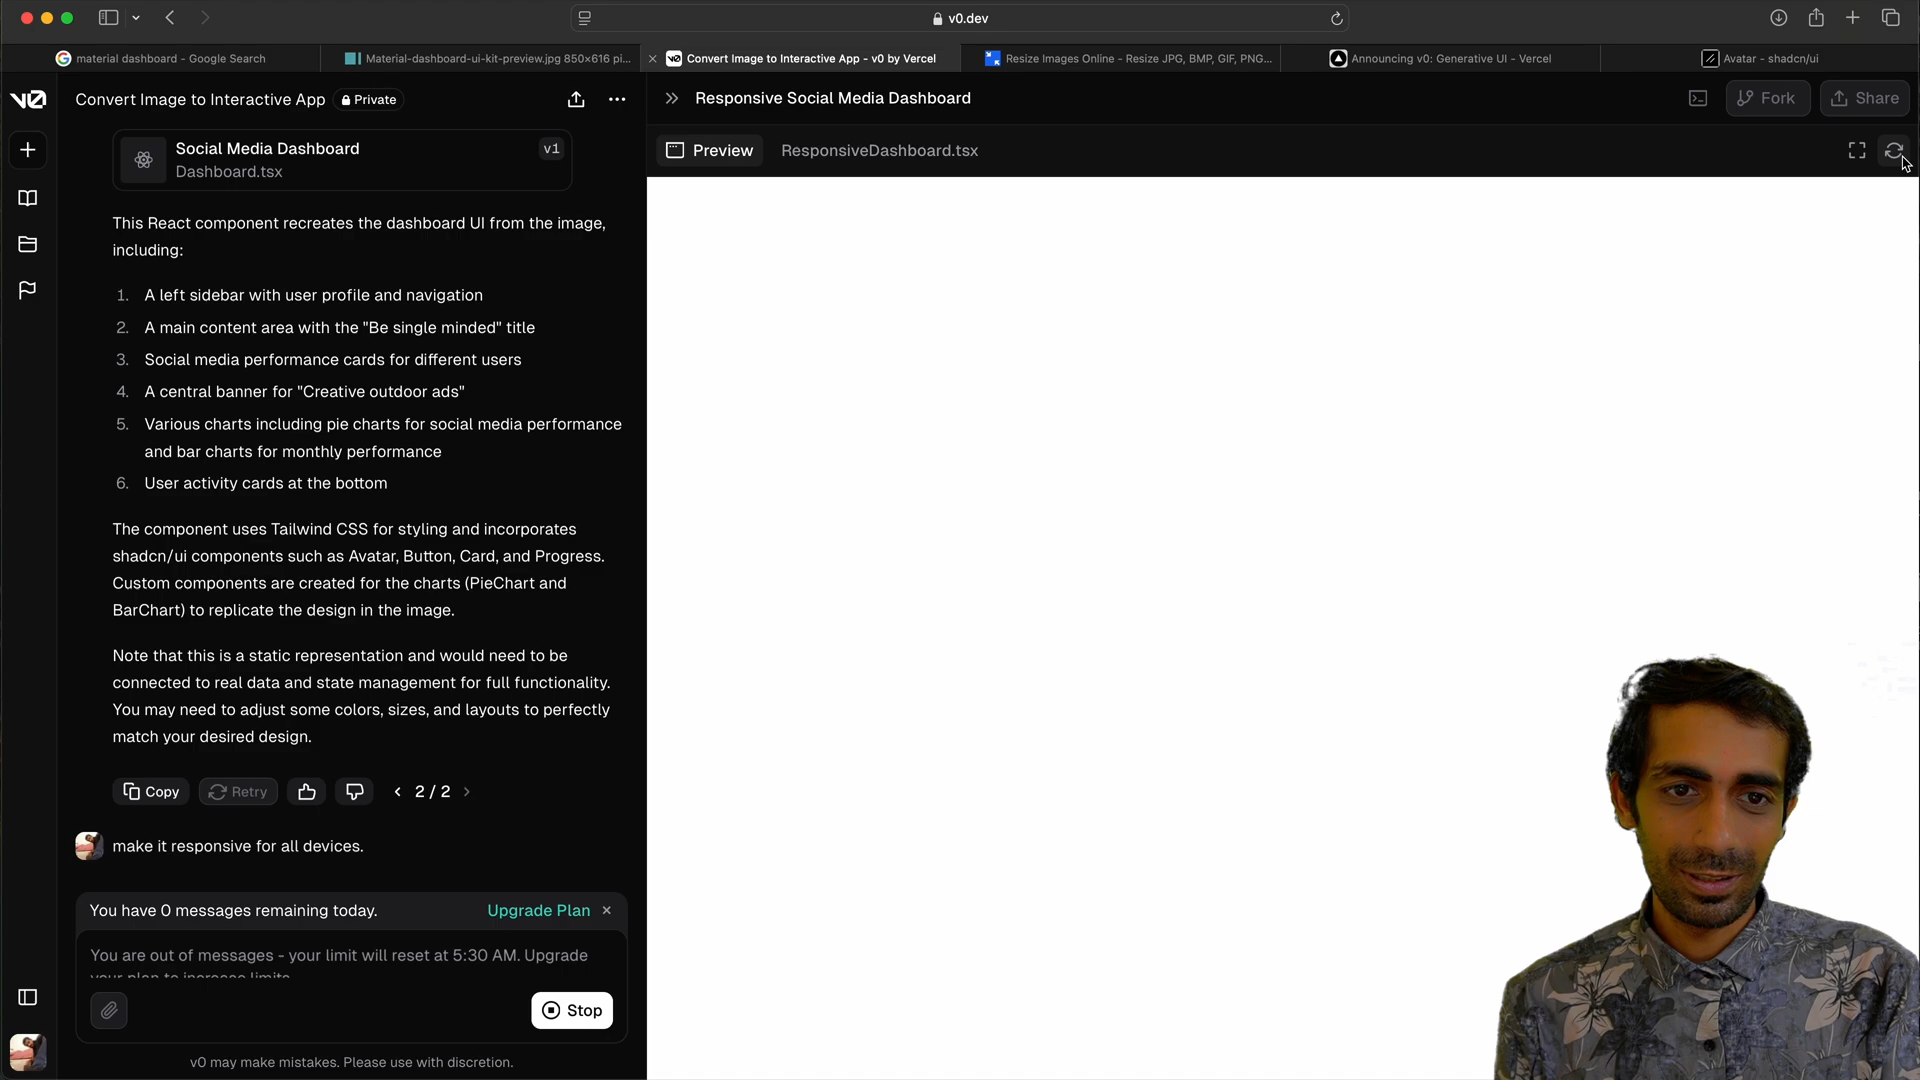 v0.dev
material dashboard - Google Search
Material-dashboard-ui-kit-preview.jpg 850×616 pi...
Convert Image to Interactive App - v0 by Vercel
Resize Images Online - Resize JPG, BMP, GIF, PNG...
Announcing v0: Generative UI - Vercel
Avatar - shadcn/ui
v0
Convert Image to Interactive App
Private
Responsive Social Media Dashboard
Fork
Share
Social Media Dashboard
v1
Dashboard.tsx
Preview
ResponsiveDashboard.tsx
This React component recreates the dashboard UI from the image,
including:
1. A left sidebar with user profile and navigation
2. A main content area with the "Be single minded" title
3. Social media performance cards for different users
4. A central banner for "Creative outdoor ads"
5. Various charts including pie charts for social media performance
and bar charts for monthly performance
6. User activity cards at the bottom
The component uses Tailwind CSS for styling and incorporates
shadcn/ui components such as Avatar, Button, Card, and Progress.
Custom components are created for the charts (PieChart and
BarChart) to replicate the design in the image.
Note that this is a static representation and would need to be
connected to real data and state management for full functionality.
You may need to adjust some colors, sizes, and layouts to perfectly
match your desired design.
Copy
Retry
2 / 2
make it responsive for all devices.
You have 0 messages remaining today.
Upgrade Plan
You are out of messages - your limit will reset at 5:30 AM. Upgrade
your plan to increase limits
Stop
v0 may make mistakes. Please use with discretion.